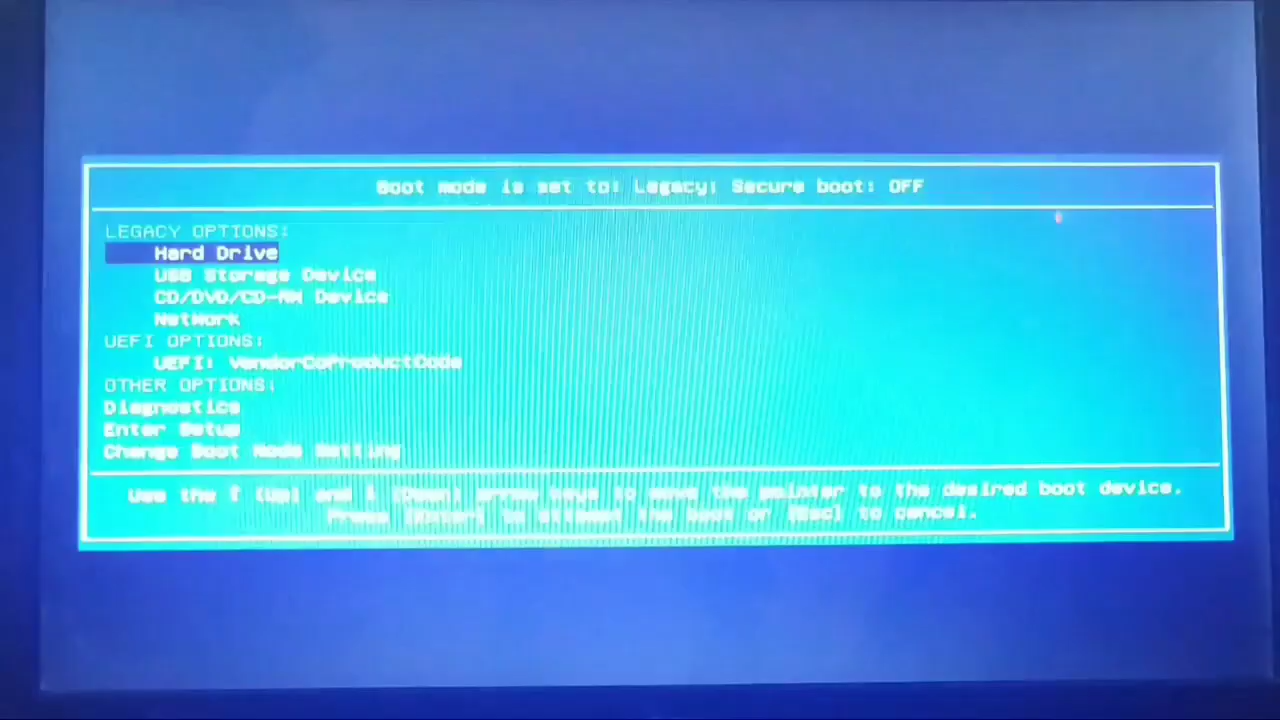 Boot mode is set to: Legacy; Secure boot: OFF
LEGACY OPTIONS:
Hard Drive
USB Storage Device
CD/DVD/CD-RW Device
Network
UEFI OPTIONS:
UEFI: VendorCoProductCode
OTHER OPTIONS:
Diagnostics
Enter Setup
Change Boot Mode Setting
Use the ↑ (Up) and ↓ (Down) arrow keys to move the pointer to the desired boot device.
Press [Enter] to attempt the boot or [Esc] to cancel.